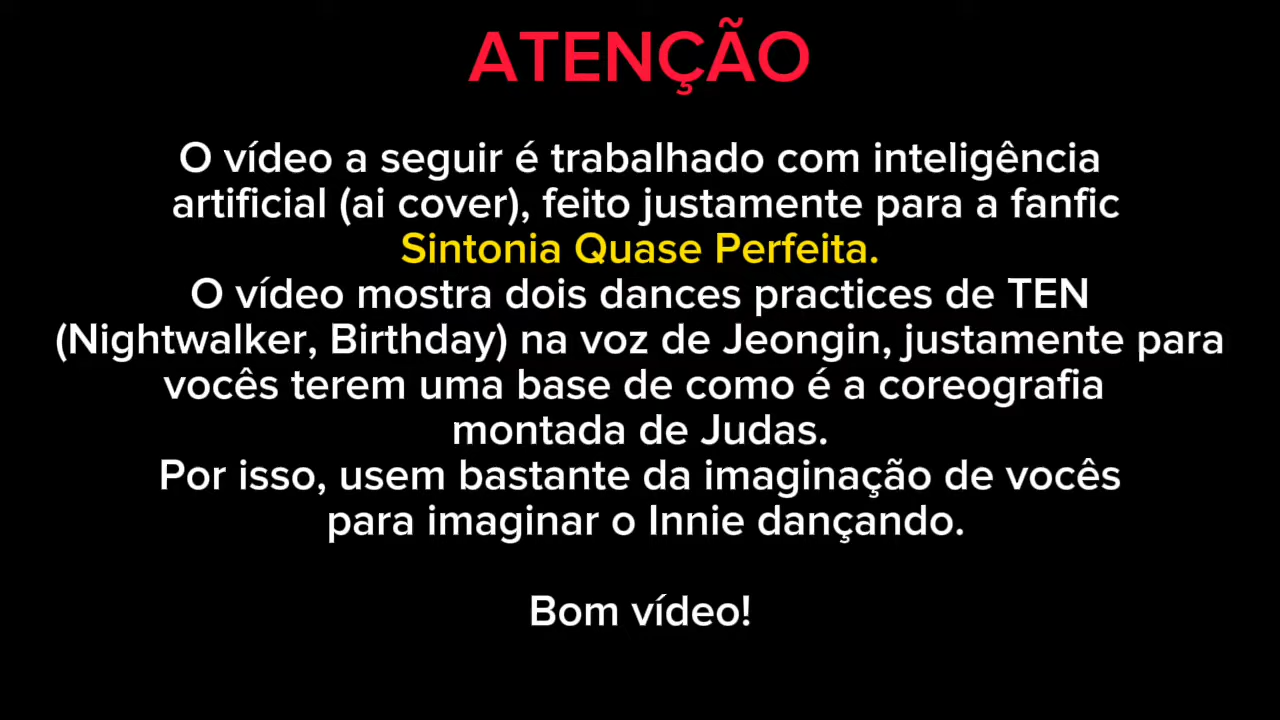 ATENÇÃO
O vídeo a seguir é trabalhado com inteligência
artificial (ai cover), feito justamente para a fanfic
Sintonia Quase Perfeita.
O vídeo mostra dois dances practices de TEN
(Nightwalker, Birthday) na voz de Jeongin, justamente para
vocês terem uma base de como é a coreografia
montada de Judas.
Por isso, usem bastante da imaginação de vocês
para imaginar o Innie dançando.
Bom vídeo!